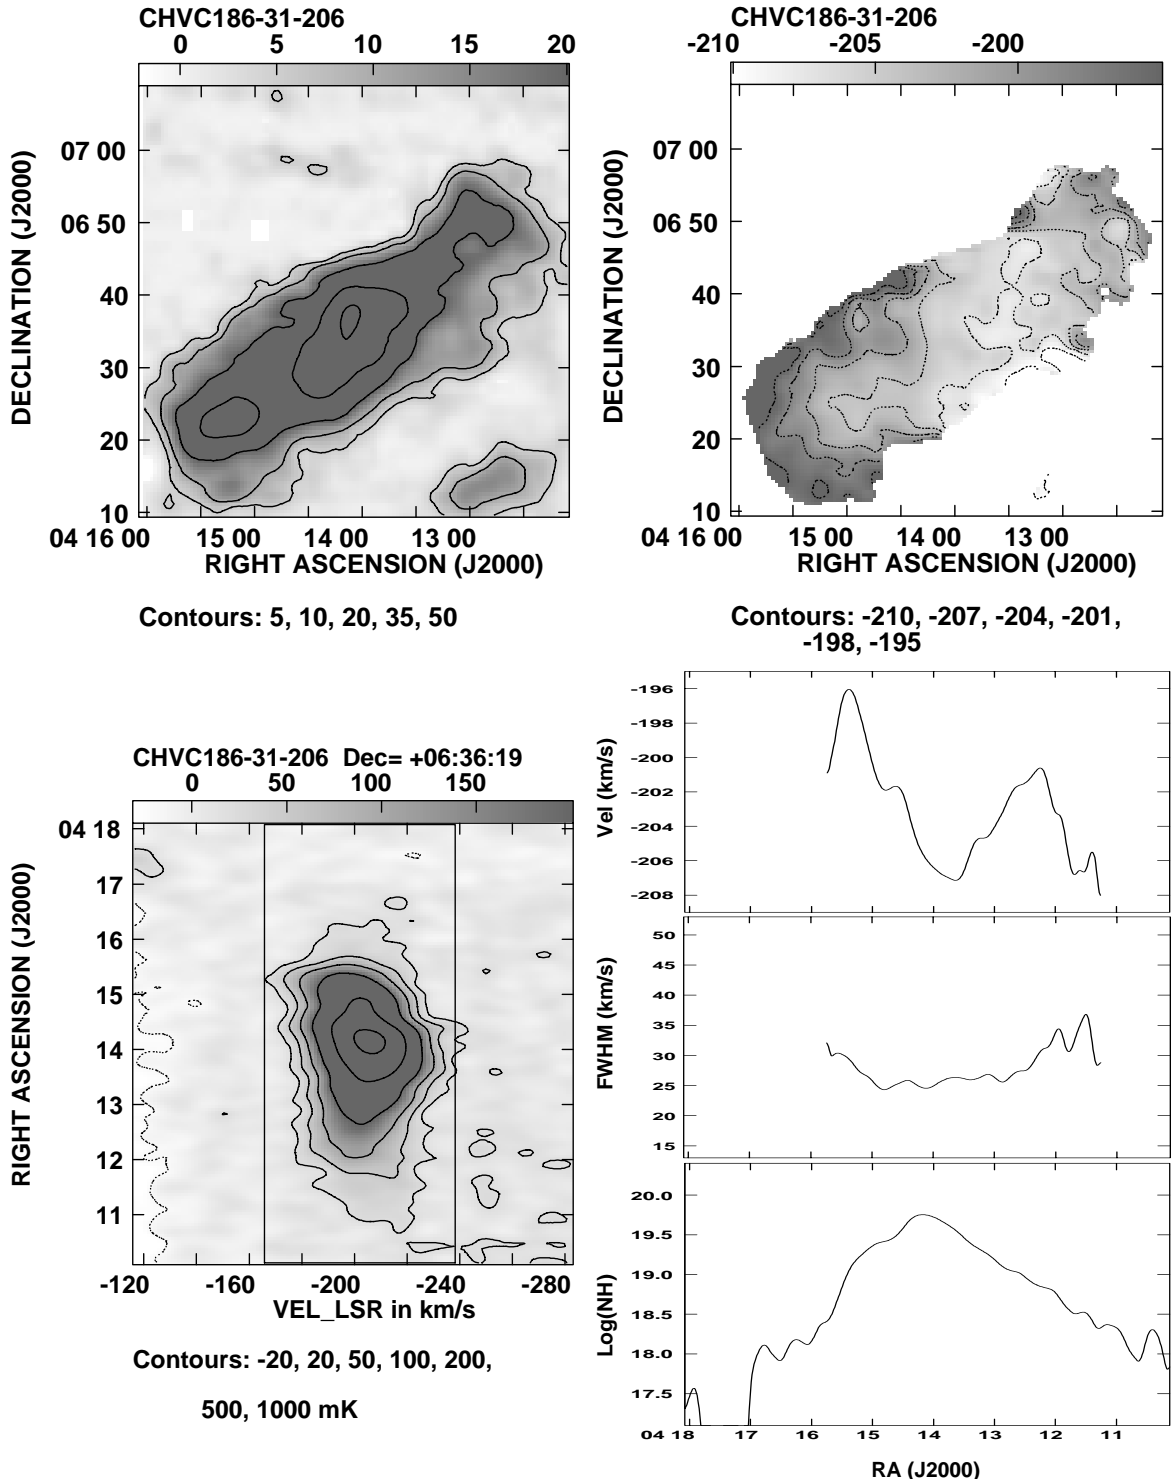 CHVC186-31-206
0 5 10 15 20
07 00
06 50
40
30
20
10
DECLINATION (J2000)
04 16 00 15 00 14 00 13 00
RIGHT ASCENSION (J2000)
Contours: 5, 10, 20, 35, 50
CHVC186-31-206
-210 -205 -200
07 00
06 50
40
30
20
10
DECLINATION (J2000)
04 16 00 15 00 14 00 13 00
RIGHT ASCENSION (J2000)
Contours: -210, -207, -204, -201,
-198, -195
CHVC186-31-206 Dec= +06:36:19
0 50 100 150
04 18
17
16
15
14
13
12
11
RIGHT ASCENSION (J2000)
-120 -160 -200 -240 -280
VEL_LSR in km/s
Contours: -20, 20, 50, 100, 200,
500, 1000 mK
-196
-198
-200
-202
-204
-206
-208
Vel (km/s)
50
45
40
35
30
25
20
15
FWHM (km/s)
20.0
19.5
19.0
18.5
18.0
17.5
Log(NH)
04 18 17 16 15 14 13 12 11
RA (J2000)